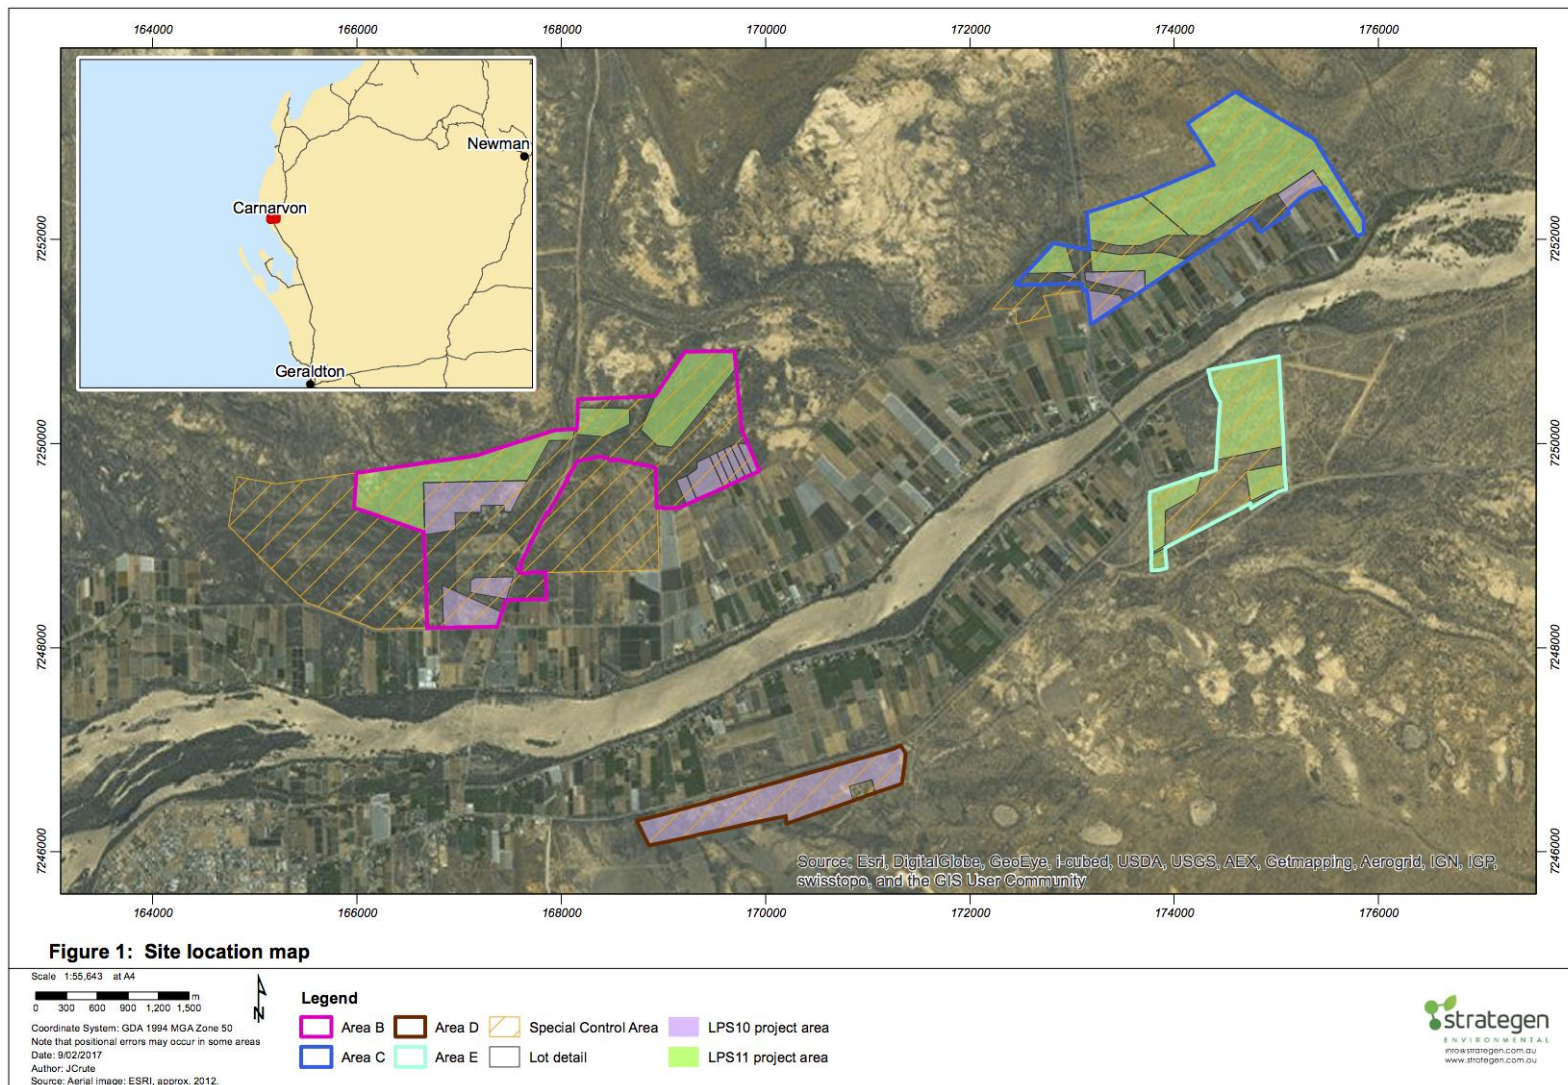 164000 166000 168000 170000 172000 174000 176000
Newman
Carnarvon
Geraldton
7252000 7252000
7250000 7250000
7248000 7248000
7246000 7246000
Source: Esri, DigitalGlobe, GeoEye, i-cubed, USDA, USGS, AEX, Getmapping, Aerogrid, IGN, IGP,
swisstopo, and the GIS User Community
164000 166000 168000 170000 172000 174000 176000
Figure 1: Site location map
Scale 1:55,643 at A4
m
0 300 600 900 1,200 1,500
N
Coordinate System: GDA 1994 MGA Zone 50
Note that positional errors may occur in some areas
Date: 9/02/2017
Author: JCrute
Source: Aerial image: ESRI, approx. 2012.
Legend
Area B Area D Special Control Area LPS10 project area
Area C Area E Lot detail LPS11 project area
strategen
ENVIRONMENTAL
info@strategen.com.au
www.strategen.com.au